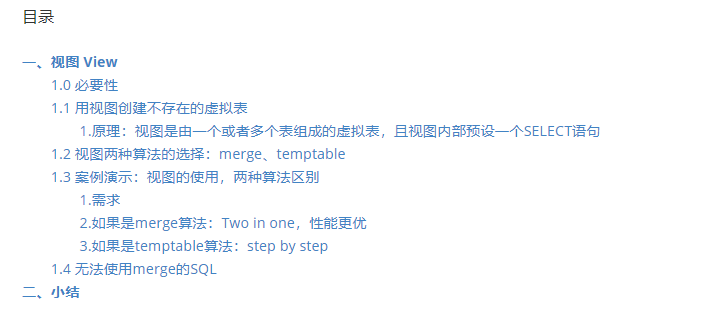 目录
一、视图 View
1.0 必要性
1.1 用视图创建不存在的虚拟表
1.原理：视图是由一个或者多个表组成的虚拟表，且视图内部预设一个SELECT语句
1.2 视图两种算法的选择：merge、temptable
1.3 案例演示：视图的使用，两种算法区别
1.需求
2.如果是merge算法：Two in one，性能更优
3.如果是temptable算法：step by step
1.4 无法使用merge的SQL
二、小结